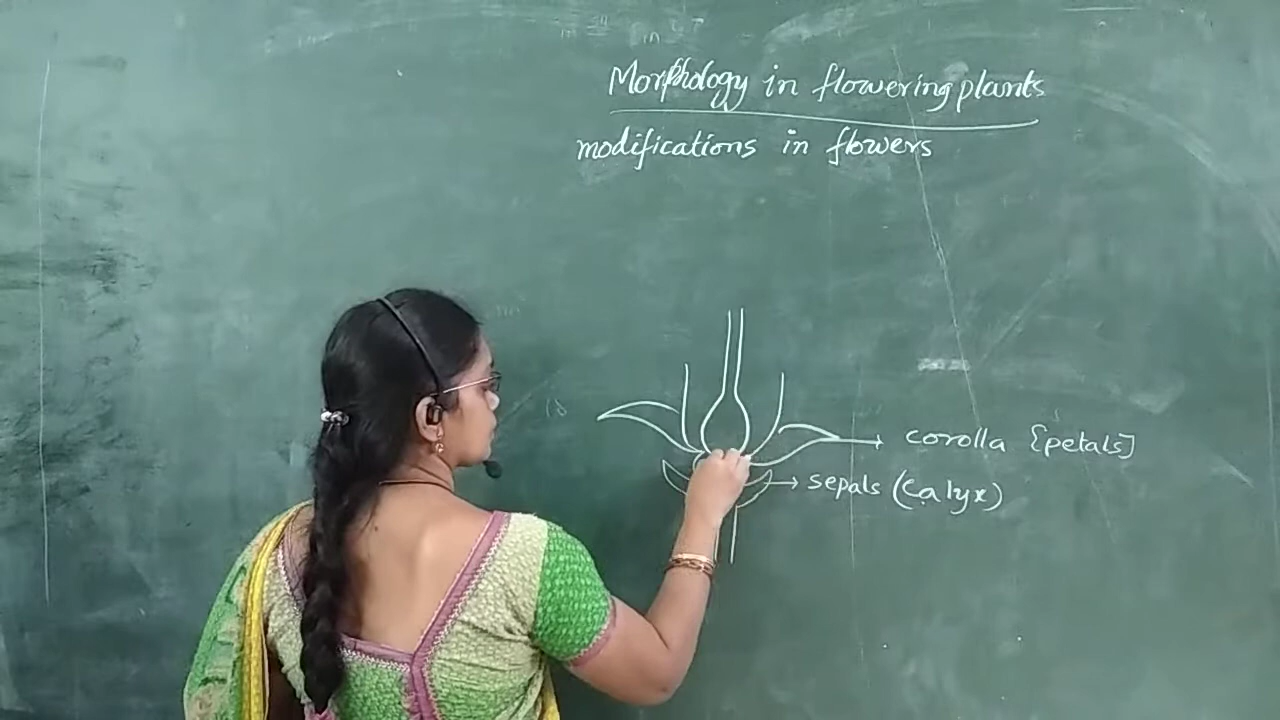 Morphology in flowering plants
modifications in flowers
corolla [petals]
sepals (calyx)